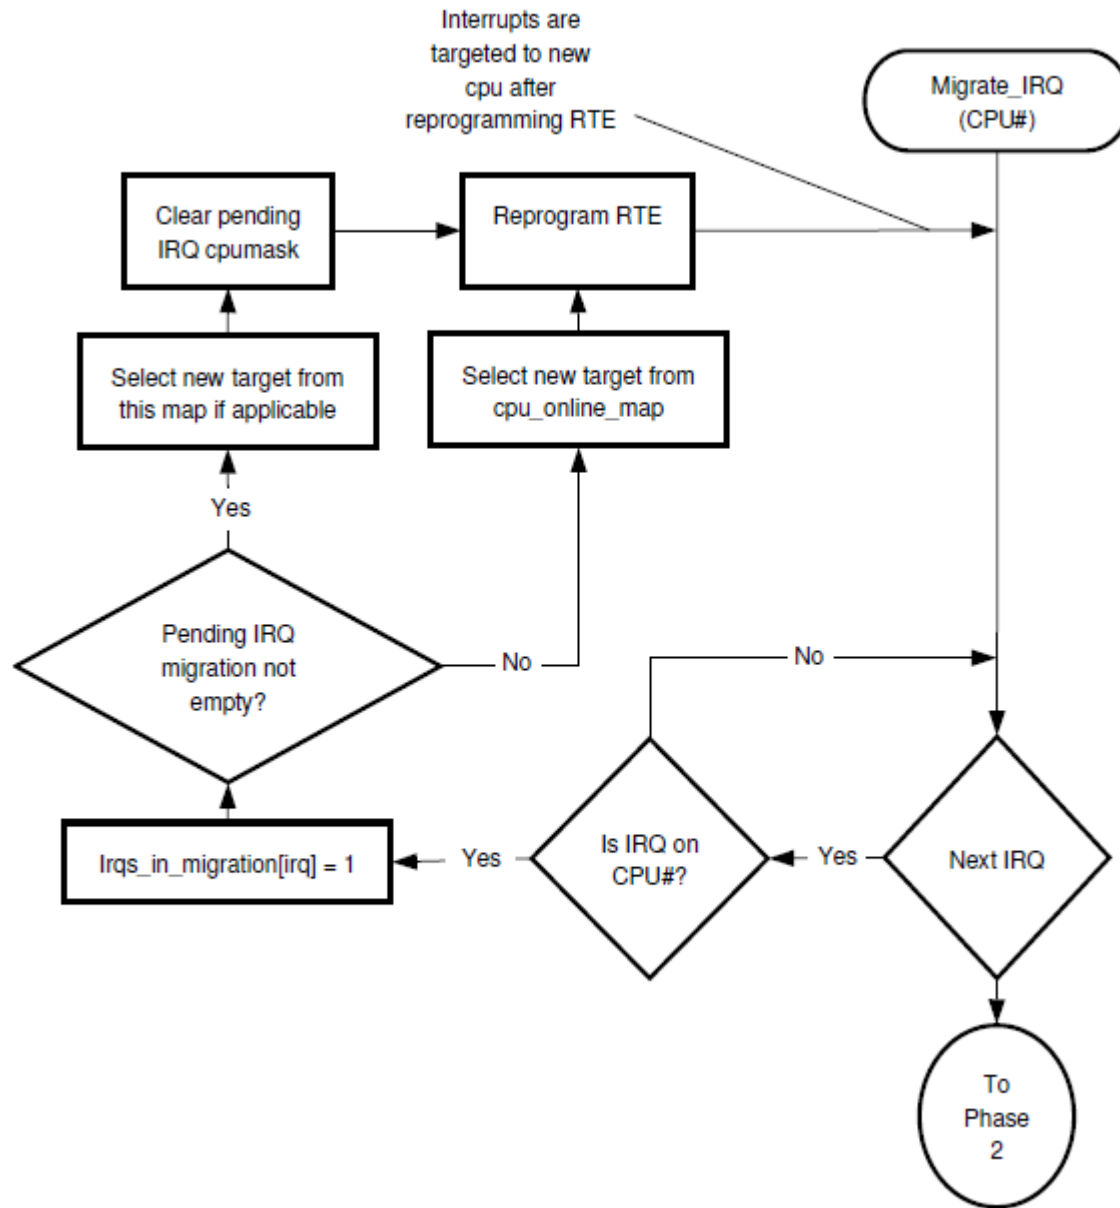 Interrupts are
targeted to new
cpu after
reprogramming RTE
Migrate_IRQ
(CPU#)
Clear pending
IRQ cpumask
Reprogram RTE
Select new target from
this map if applicable
Select new target from
cpu_online_map
Yes
Pending IRQ
migration not
empty?
No
No
Irqs_in_migration[irq] = 1
Yes
Is IRQ on
CPU#?
Yes
Next IRQ
To
Phase
2